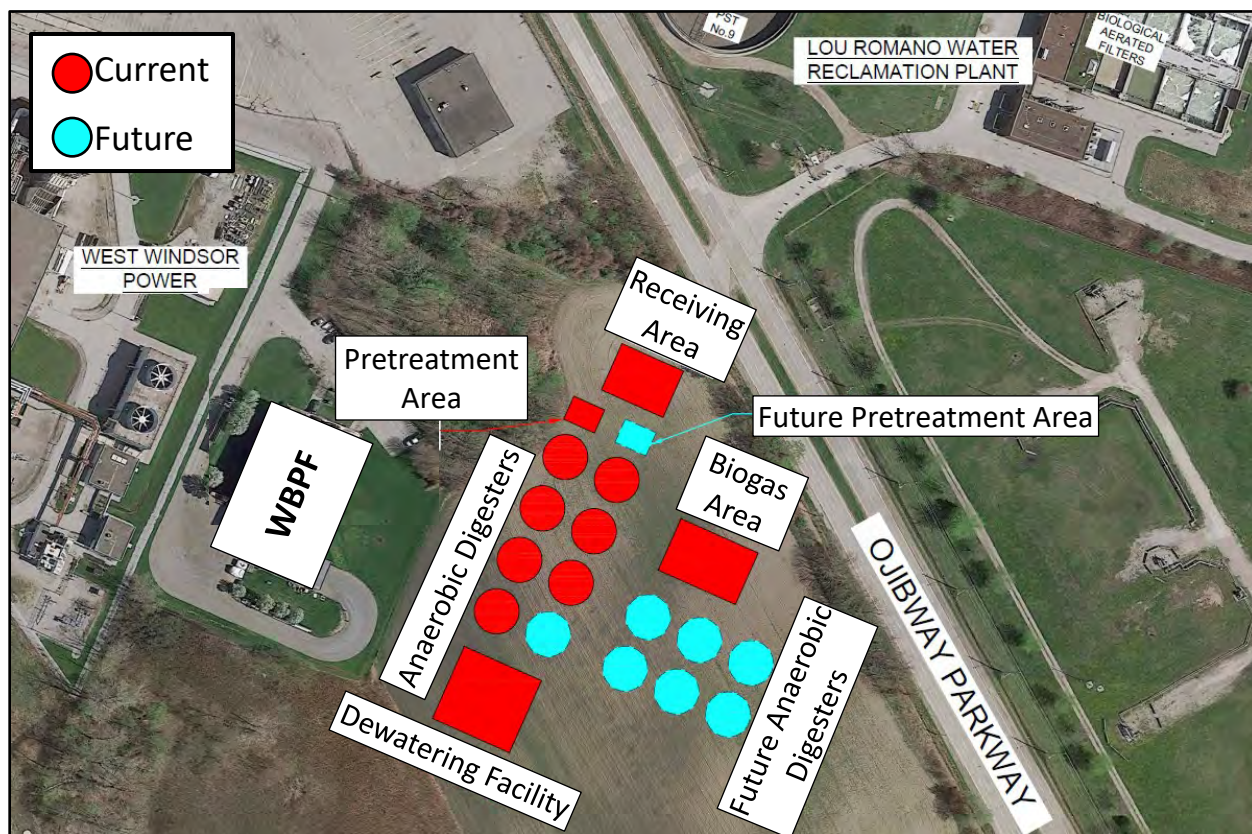 Current
Future
PST
No.9
LOU ROMANO WATER
RECLAMATION PLANT
BIOLOGICAL
AERATED
FILTERS
WEST WINDSOR
POWER
Receiving
Area
Pretreatment
Area
Future Pretreatment Area
WBPF
Anaerobic Digesters
Biogas
Area
Dewatering Facility
Future Anaerobic
Digesters
OJIBWAY PARKWAY